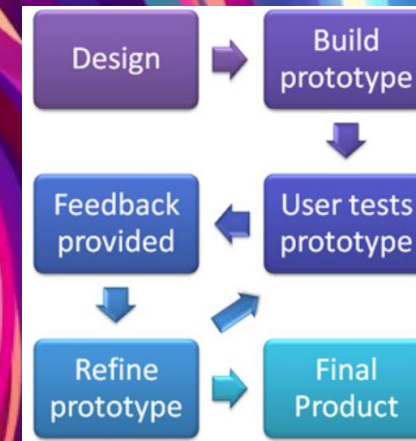 Design
Build
prototype
User tests
prototype
Feedback
provided
Refine
prototype
Final
Product